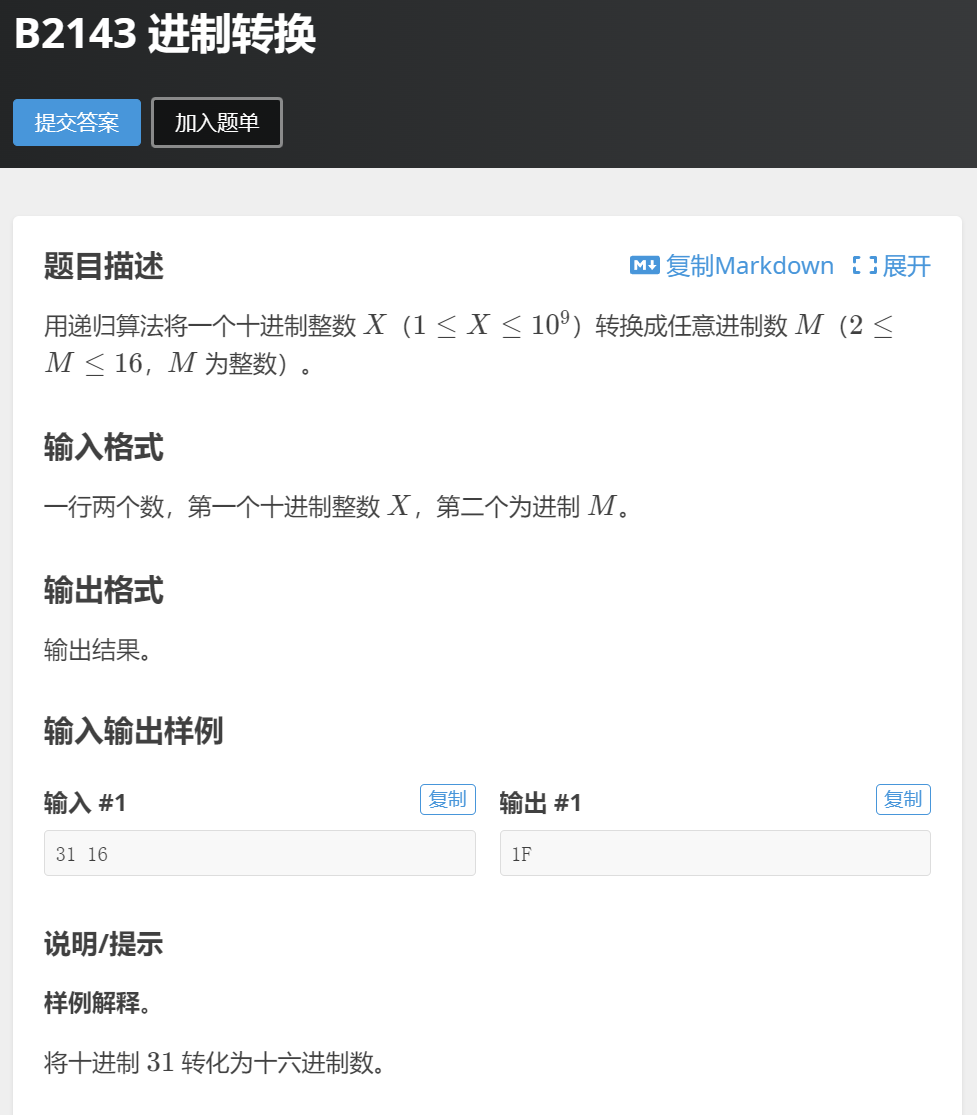 B2143 进制转换
提交答案 加入题单
题目描述 复制Markdown 展开
用递归算法将一个十进制整数 X（1 ≤ X ≤ 10⁹）转换成任意进制数 M（2 ≤
M ≤ 16，M 为整数）。
输入格式
一行两个数，第一个十进制整数 X，第二个为进制 M。
输出格式
输出结果。
输入输出样例
输入 #1 复制 输出 #1 复制
31 16 1F
说明/提示
样例解释。
将十进制 31 转化为十六进制数。